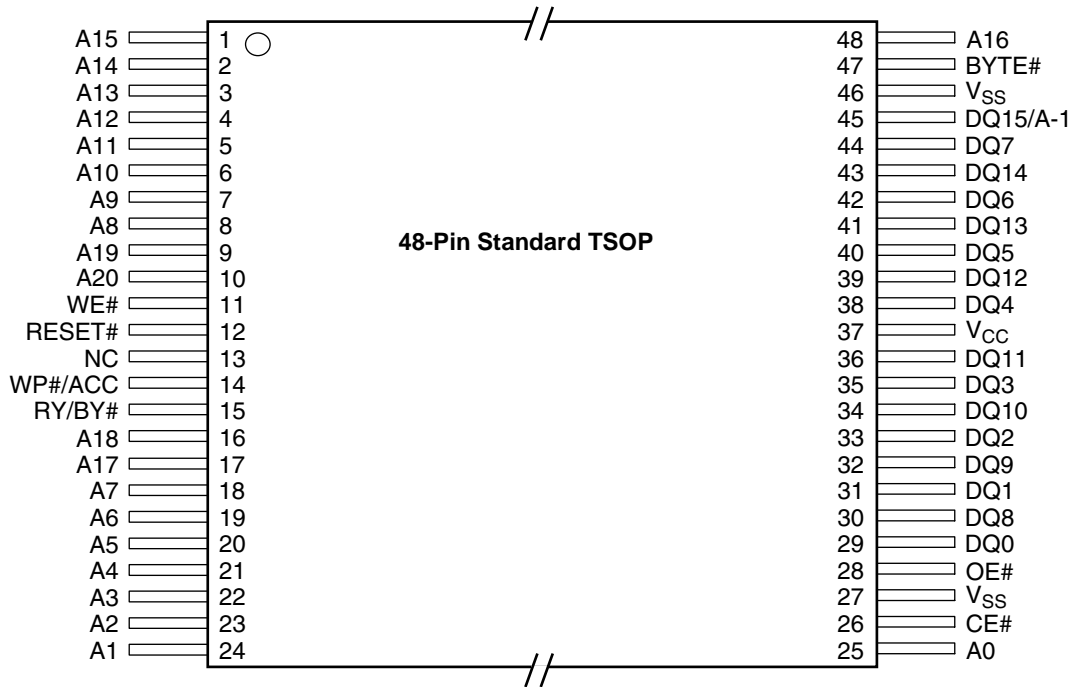 A15 1 48 A16
A14 2 47 BYTE#
A13 3 46 VSS
A12 4 45 DQ15/A-1
A11 5 44 DQ7
A10 6 43 DQ14
A9 7 42 DQ6
A8 8 41 DQ13
48-Pin Standard TSOP
A19 9 40 DQ5
A20 10 39 DQ12
WE# 11 38 DQ4
RESET# 12 37 VCC
NC 13 36 DQ11
WP#/ACC 14 35 DQ3
RY/BY# 15 34 DQ10
A18 16 33 DQ2
A17 17 32 DQ9
A7 18 31 DQ1
A6 19 30 DQ8
A5 20 29 DQ0
A4 21 28 OE#
A3 22 27 VSS
A2 23 26 CE#
A1 24 25 A0